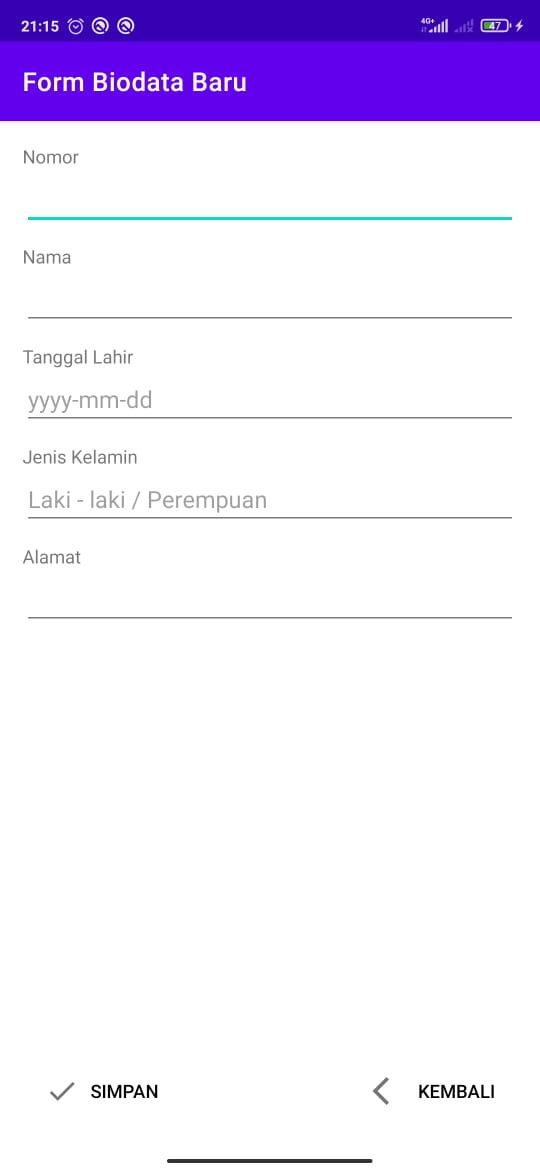 21:15 4G+ 47
Form Biodata Baru
Nomor
Nama
Tanggal Lahir
yyyy-mm-dd
Jenis Kelamin
Laki - laki / Perempuan
Alamat
SIMPAN KEMBALI